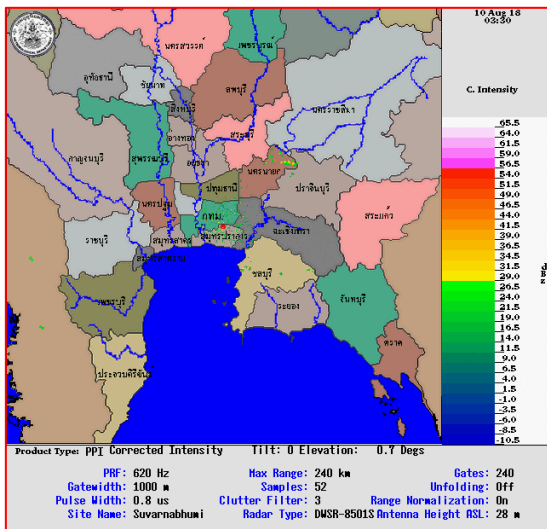 10 Aug 18
03:30
C. Intensity
65.5
64.0
61.5
59.0
56.5
54.0
51.5
49.0
46.5
44.0
41.5
39.0
36.5
34.0
31.5
29.0
26.5
24.0
21.5
19.0
16.5
14.0
11.5
9.0
6.5
4.0
1.5
-1.0
-3.5
-6.0
-8.5
-10.5
นครสวรรค์
เพชรบูรณ์
อุทัยธานี
ชัยนาท
ลพบุรี
สิงห์บุรี
นครราชสีมา
อ่างทอง
สระบุรี
กาญจนบุรี
สุพรรณบุรี
อยุธยา
นครนายก
ปราจีนบุรี
ปทุมธานี
นครปฐม
กทม.
สระแก้ว
ราชบุรี
สมุทรสาคร
สมุทรปราการ
ฉะเชิงเทรา
สมุทรสงคราม
ชลบุรี
เพชรบุรี
ระยอง
จันทบุรี
ตราด
ประจวบคีรีขันธ์
Product Type: PPI Corrected Intensity Tilt: 0 Elevation: 0.7 Degs
PRF: 620 Hz Max Range: 240 km Gates: 240
Gatewidth: 1000 m Samples: 52 Unfolding: Off
Pulse Width: 0.8 us Clutter Filter: 3 Range Normalization: On
Site Name: Suvarnabhumi Radar Type: DWSR-8501S Antenna Height ASL: 28 m